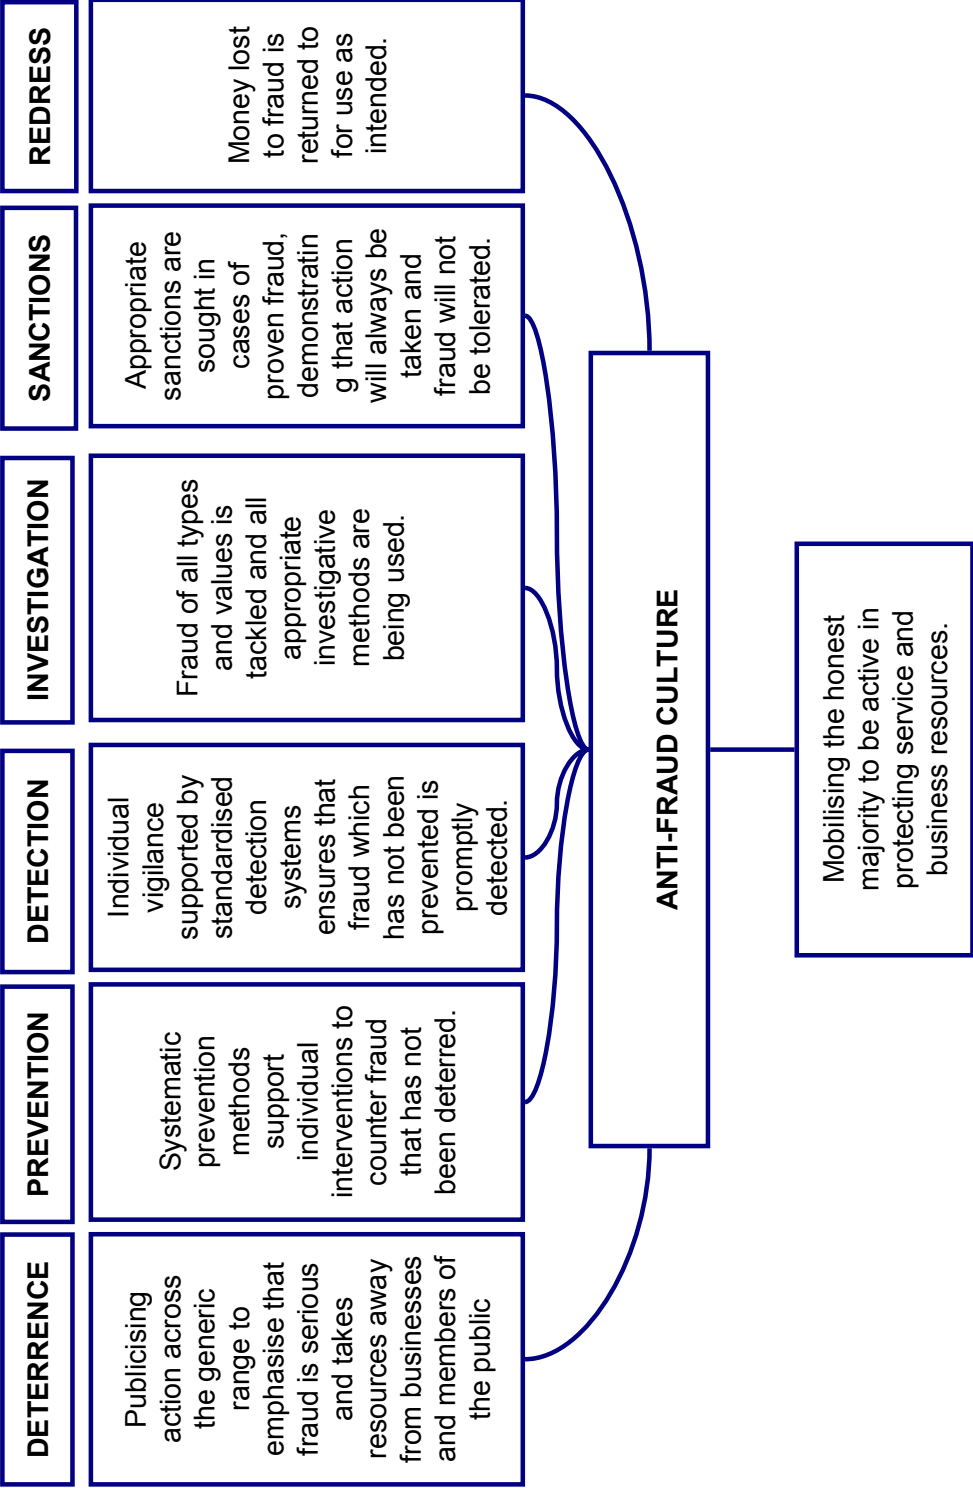 DETERRENCE
Publicising
action across
the generic
range to
emphasise that
fraud is serious
and takes
resources away
from businesses
and members of
the public
PREVENTION
Systematic
prevention
methods
support
individual
interventions to
counter fraud
that has not
been deterred.
DETECTION
Individual
vigilance
supported by
standardised
detection
systems
ensures that
fraud which
has not been
prevented is
promptly
detected.
INVESTIGATION
Fraud of all types
and values is
tackled and all
appropriate
investigative
methods are
being used.
SANCTIONS
Appropriate
sanctions are
sought in
cases of
proven fraud,
demonstratin
g that action
will always be
taken and
fraud will not
be tolerated.
REDRESS
Money lost
to fraud is
returned to
for use as
intended.
ANTI-FRAUD CULTURE
Mobilising the honest
majority to be active in
protecting service and
business resources.